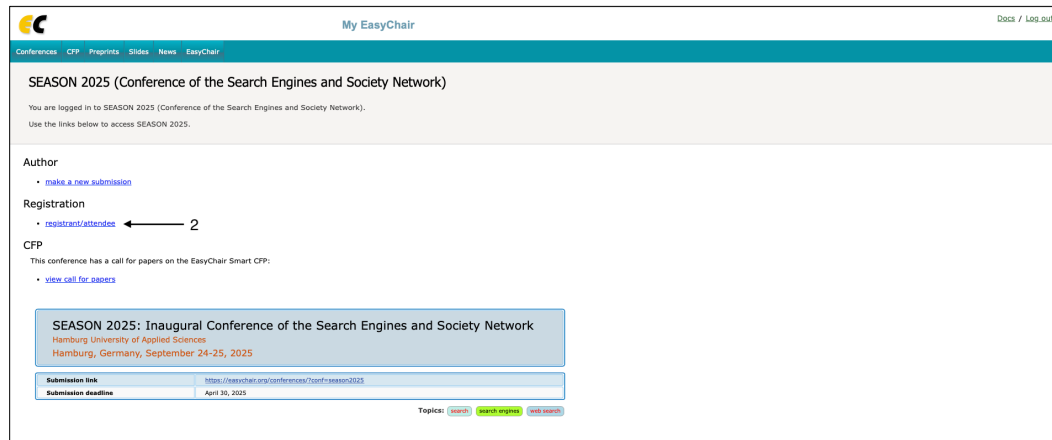 EC
My EasyChair
Docs / Log out
Conferences CFP Preprints Slides News EasyChair
SEASON 2025 (Conference of the Search Engines and Society Network)
You are logged in to SEASON 2025 (Conference of the Search Engines and Society Network).
Use the links below to access SEASON 2025.
Author
• make a new submission
Registration
• registrant/attendee 2
CFP
This conference has a call for papers on the EasyChair Smart CFP:
• view call for papers
SEASON 2025: Inaugural Conference of the Search Engines and Society Network
Hamburg University of Applied Sciences
Hamburg, Germany, September 24-25, 2025
Submission link https://easychair.org/conferences/?conf=season2025
Submission deadline April 30, 2025
Topics: search search engines web search